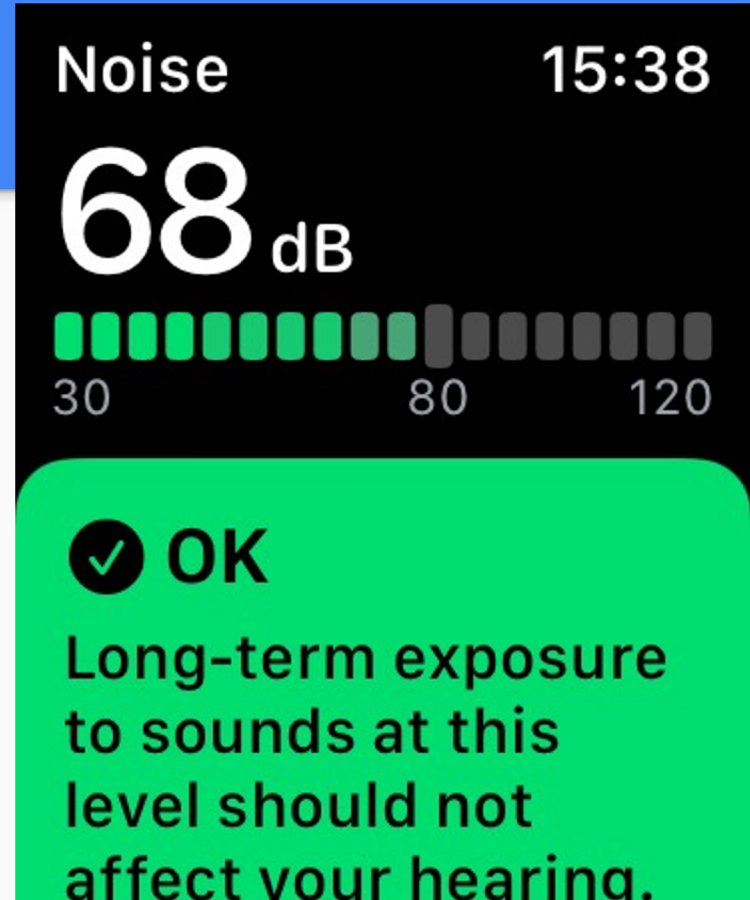 Noise 15:38
68 dB
30 80 120
OK
Long-term exposure
to sounds at this
level should not
affect your hearing.